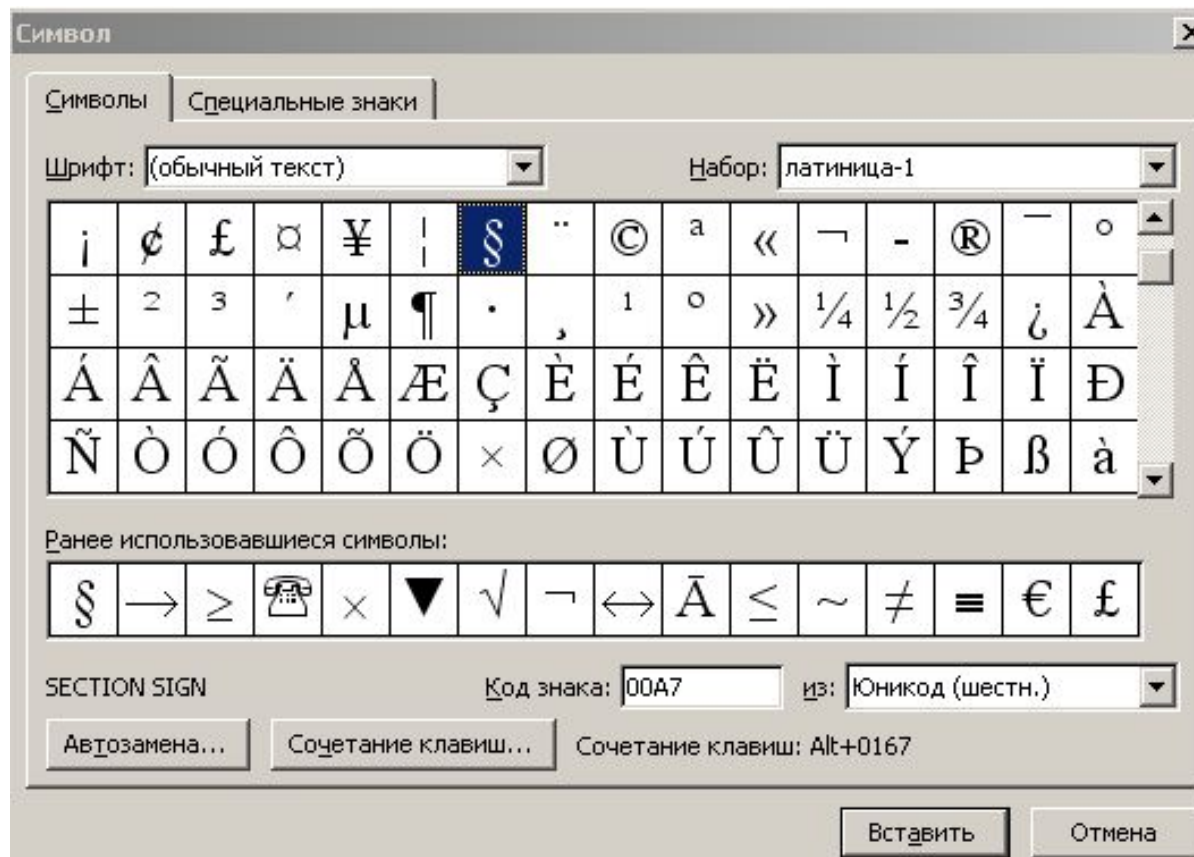 Символ
Символы Специальные знаки
Шрифт: (обычный текст) Набор: латиница-1
¡ ¢ £ ¤ ¥ ¦ § ¨ © ª « ¬ - ® ¯ °
± ² ³ ´ µ ¶ · ¸ ¹ º » ¼ ½ ¾ ¿ À
Á Â Ã Ä Å Æ Ç È É Ê Ë Ì Í Î Ï Ð
Ñ Ò Ó Ô Õ Ö × Ø Ù Ú Û Ü Ý Þ ß à
Ранее использовавшиеся символы:
§ → ≥ ☎ × ▼ √ ¬ ↔ Ā ≤ ~ ≠ ≡ € £
SECTION SIGN Код знака: 00A7 из: Юникод (шестн.)
Автозамена... Сочетание клавиш... Сочетание клавиш: Alt+0167
Вставить Отмена